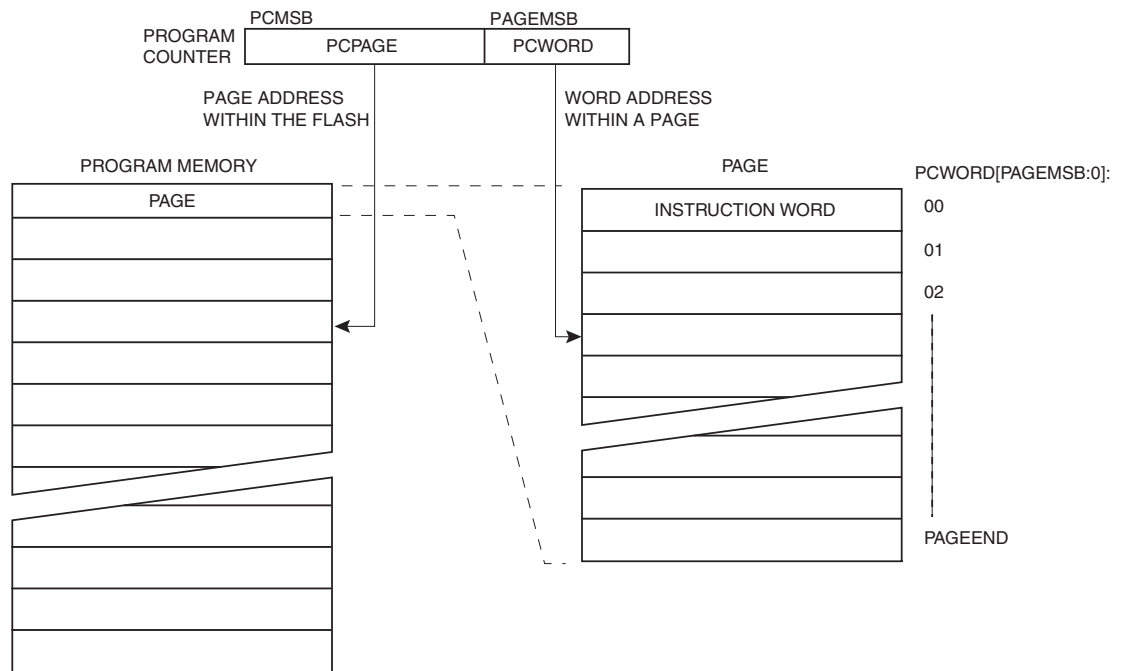 PCMSB PAGEMSB
PROGRAM
COUNTER
PCPAGE PCWORD
PAGE ADDRESS
WITHIN THE FLASH
WORD ADDRESS
WITHIN A PAGE
PROGRAM MEMORY
PAGE
PAGE
PCWORD[PAGEMSB:0]:
INSTRUCTION WORD
00
01
02
PAGEEND